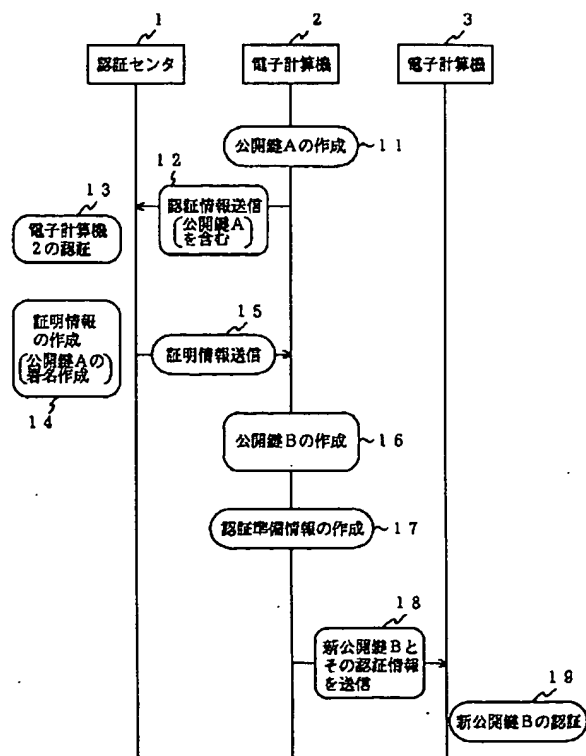 1
2
3
認証センタ
電子計算機
電子計算機
公開鍵Aの作成
11
12
認証情報送信
(公開鍵A
を含む)
13
電子計算機
2の認証
証明情報
の作成
(公開鍵Aの
署名作成)
14
15
証明情報送信
公開鍵Bの作成
16
認証準備情報の作成
17
18
新公開鍵Bと
その認証情報
を送信
19
新公開鍵Bの認証